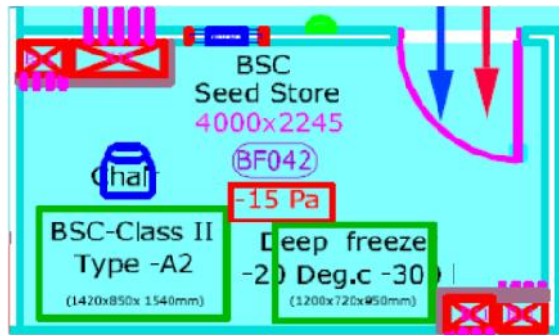 BSC
Seed Store
4000x2245
BF042
Chair
-15 Pa
BSC-Class II
Type -A2
(1420x850x 1540mm)
Deep freeze
-20 Deg.c -300 l
(1200x720x950mm)